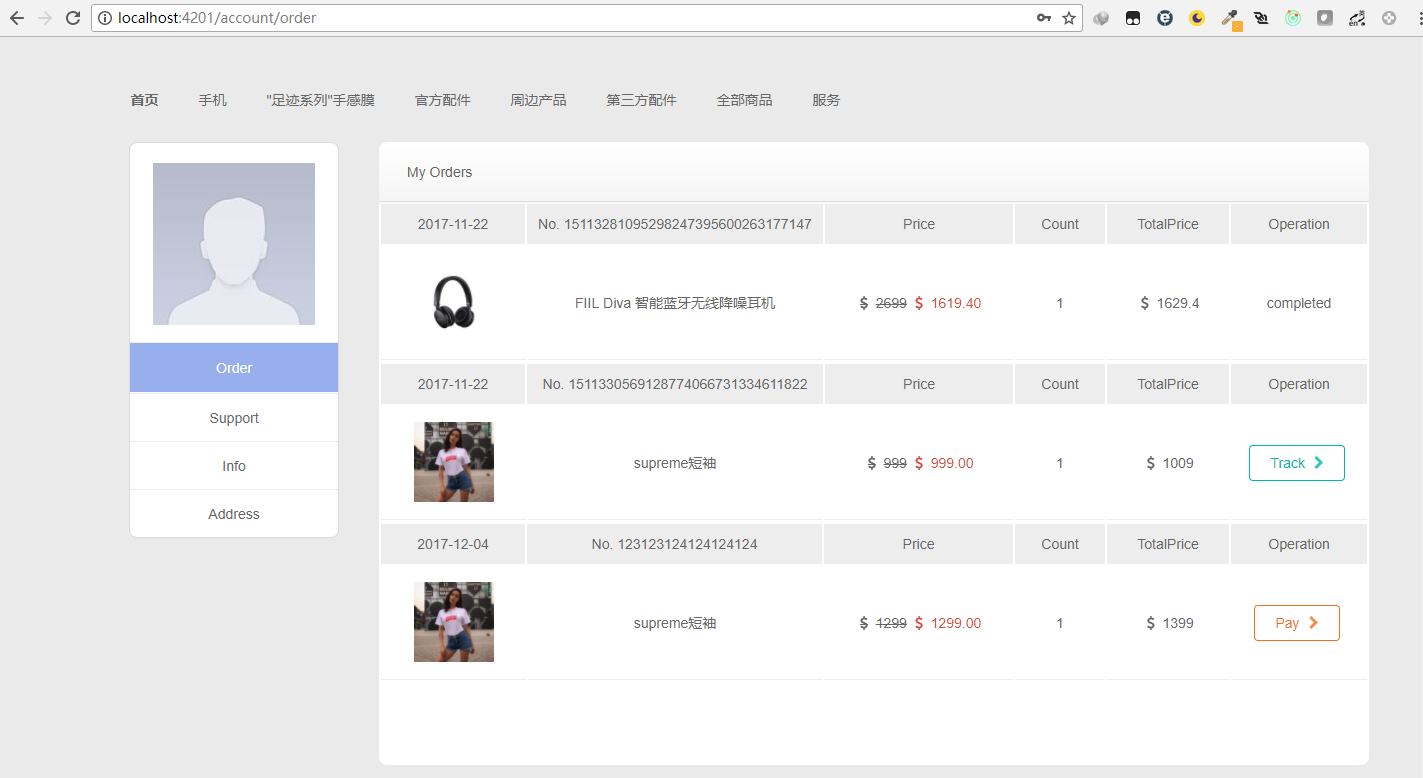 localhost:4201/account/order
首页 手机 "足迹系列"手感膜 官方配件 周边产品 第三方配件 全部商品 服务
Order
Support
Info
Address
My Orders
2017-11-22 No. 15113281095298247395600263177147 Price Count TotalPrice Operation
FIIL Diva 智能蓝牙无线降噪耳机 $ 2699 $ 1619.40 1 $ 1629.4 completed
2017-11-22 No. 1511330569128774066731334611822 Price Count TotalPrice Operation
supreme短袖 $ 999 $ 999.00 1 $ 1009 Track
2017-12-04 No. 123123124124124124 Price Count TotalPrice Operation
supreme短袖 $ 1299 $ 1299.00 1 $ 1399 Pay